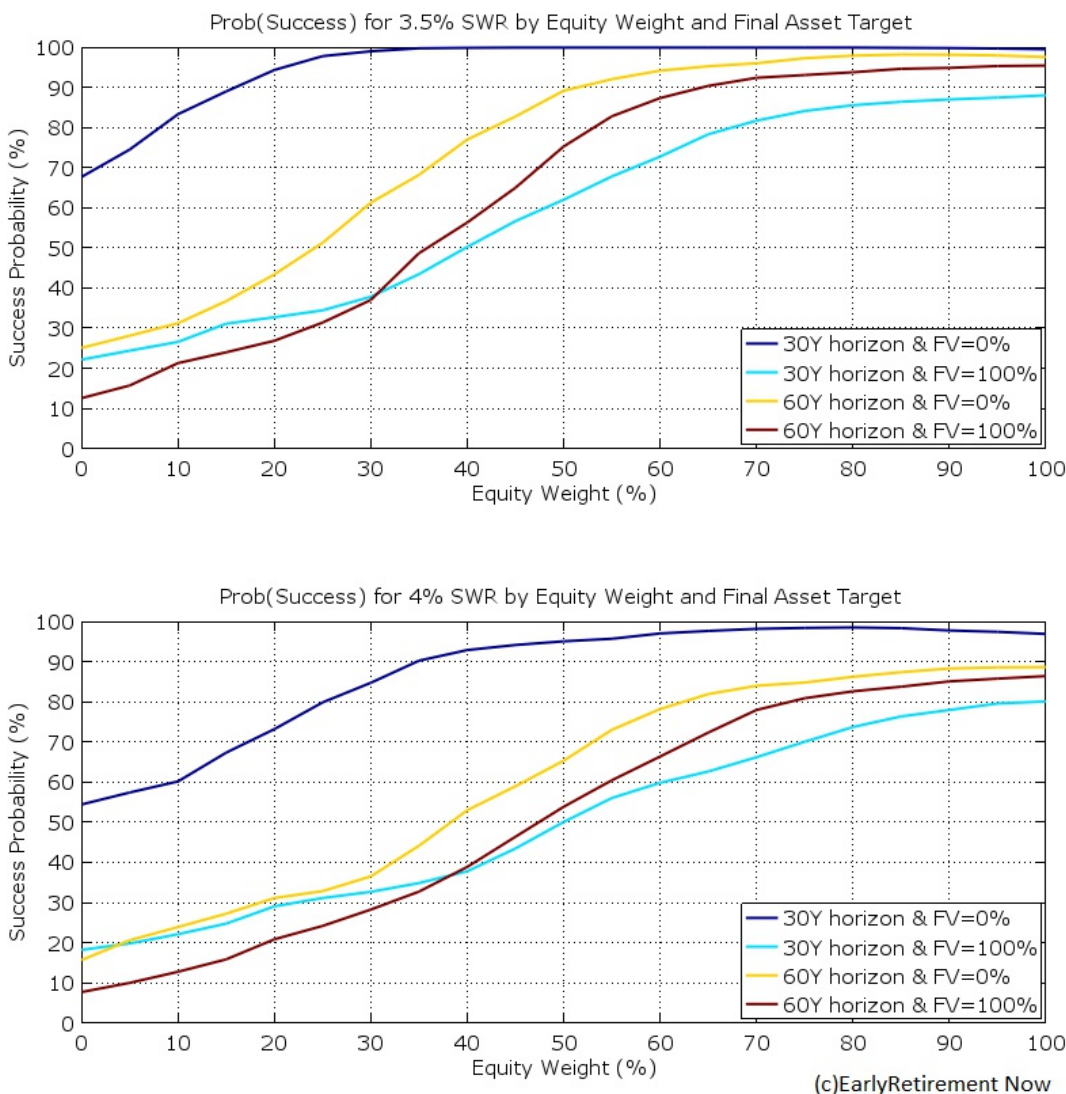 Prob(Success) for 3.5% SWR by Equity Weight and Final Asset Target
Success Probability (%)
100
90
80
70
60
50
40
30
20
10
0
30Y horizon & FV=0%
30Y horizon & FV=100%
60Y horizon & FV=0%
60Y horizon & FV=100%
0 10 20 30 40 50 60 70 80 90 100
Equity Weight (%)
Prob(Success) for 4% SWR by Equity Weight and Final Asset Target
Success Probability (%)
100
90
80
70
60
50
40
30
20
10
0
30Y horizon & FV=0%
30Y horizon & FV=100%
60Y horizon & FV=0%
60Y horizon & FV=100%
0 10 20 30 40 50 60 70 80 90 100
Equity Weight (%)
(c)EarlyRetirement Now